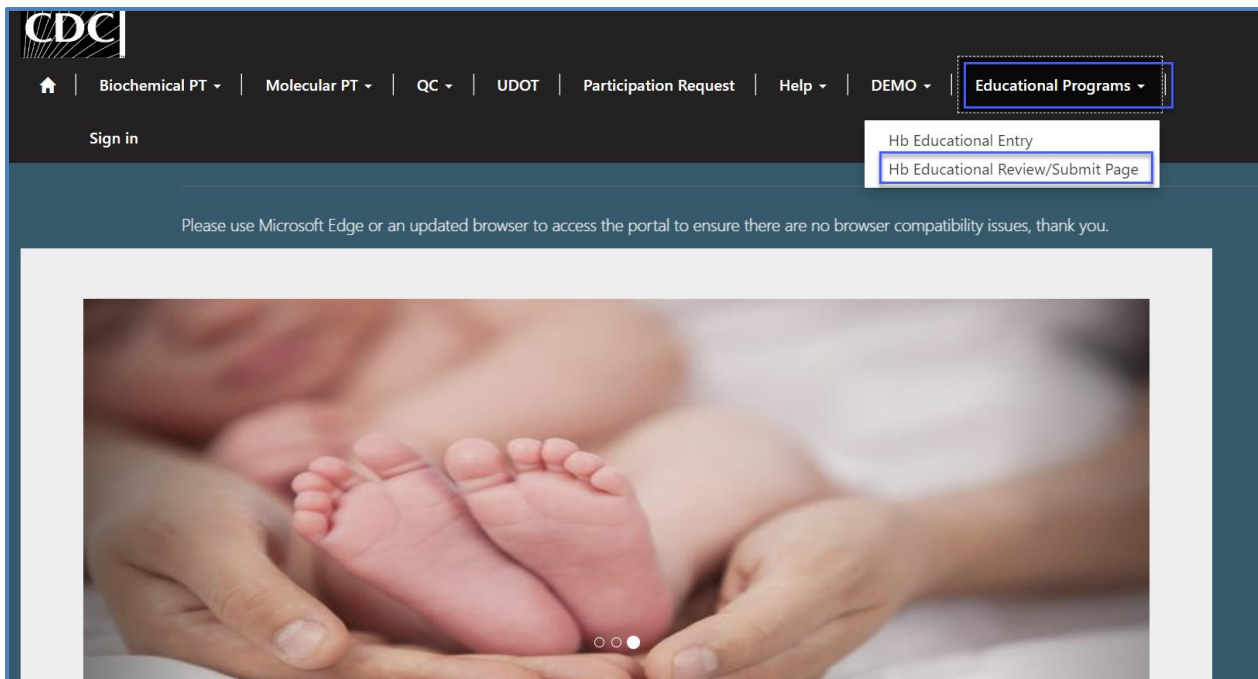 CDC
Biochemical PT | Molecular PT | QC | UDOT | Participation Request | Help | DEMO | Educational Programs
Sign in
Hb Educational Entry
Hb Educational Review/Submit Page
Please use Microsoft Edge or an updated browser to access the portal to ensure there are no browser compatibility issues, thank you.